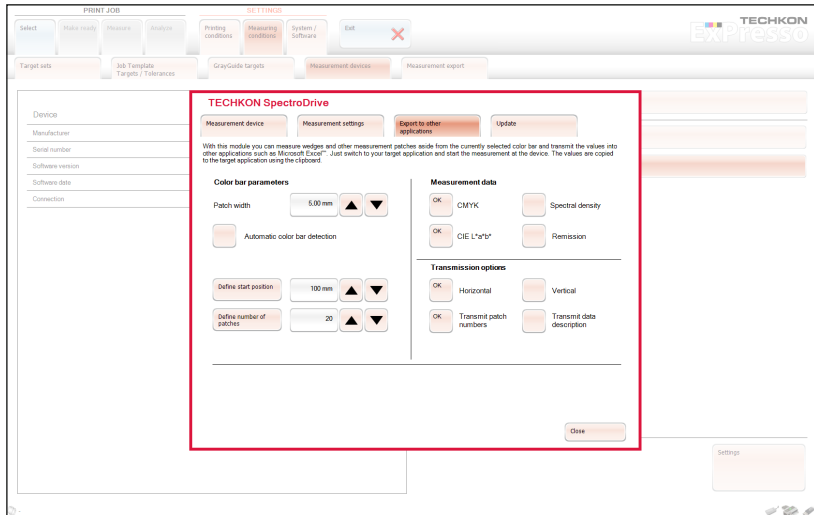 PRINT JOB
SETTINGS
Select
Make ready
Measure
Analyse
Printing
conditions
Measuring
conditions
System /
Software
Exit
TECHKON
ExPresso
Target sets
Job Template
Targets / Tolerances
GrayGuide targets
Measurement devices
Measurement export
Device
Manufacturer
Serial number
Software version
Software date
Connection
TECHKON SpectroDrive
Measurement device
Measurement settings
Export to other
applications
Update
With this module you can measure wedges and other measurement patches aside from the currently selected color bar and transmit the values into
other applications such as Microsoft Excel™. Just switch to your target application and start the measurement at the device. The values are copied
to the target application using the clipboard.
Color bar parameters
Patch width
5.00 mm
Automatic color bar detection
Define start position
100 mm
Define number of
patches
20
Measurement data
OK
CMYK
Spectral density
OK
CIE L*a*b*
Remission
Transmission options
OK
Horizontal
Vertical
OK
Transmit patch
numbers
Transmit data
description
Close
Settings